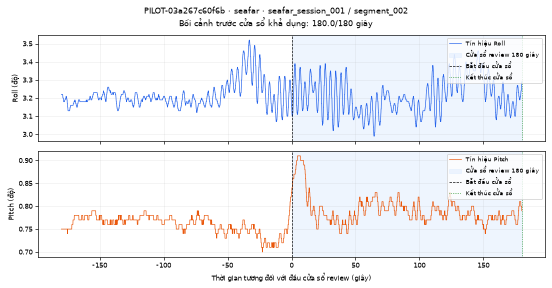 PILOT-03a267c60f6b · seafar · seafar_session_001 / segment_002
Bối cảnh trước cửa sổ khả dụng: 180.0/180 giây
Roll (độ)
3.5
3.4
3.3
3.2
3.1
3.0
Tín hiệu Roll
Cửa sổ review 180 giây
Bắt đầu cửa sổ
Kết thúc cửa sổ
Pitch (độ)
0.90
0.85
0.80
0.75
0.70
Tín hiệu Pitch
Cửa sổ review 180 giây
Bắt đầu cửa sổ
Kết thúc cửa sổ
-150 -100 -50 0 50 100 150
Thời gian tương đối với đầu cửa sổ review (giây)